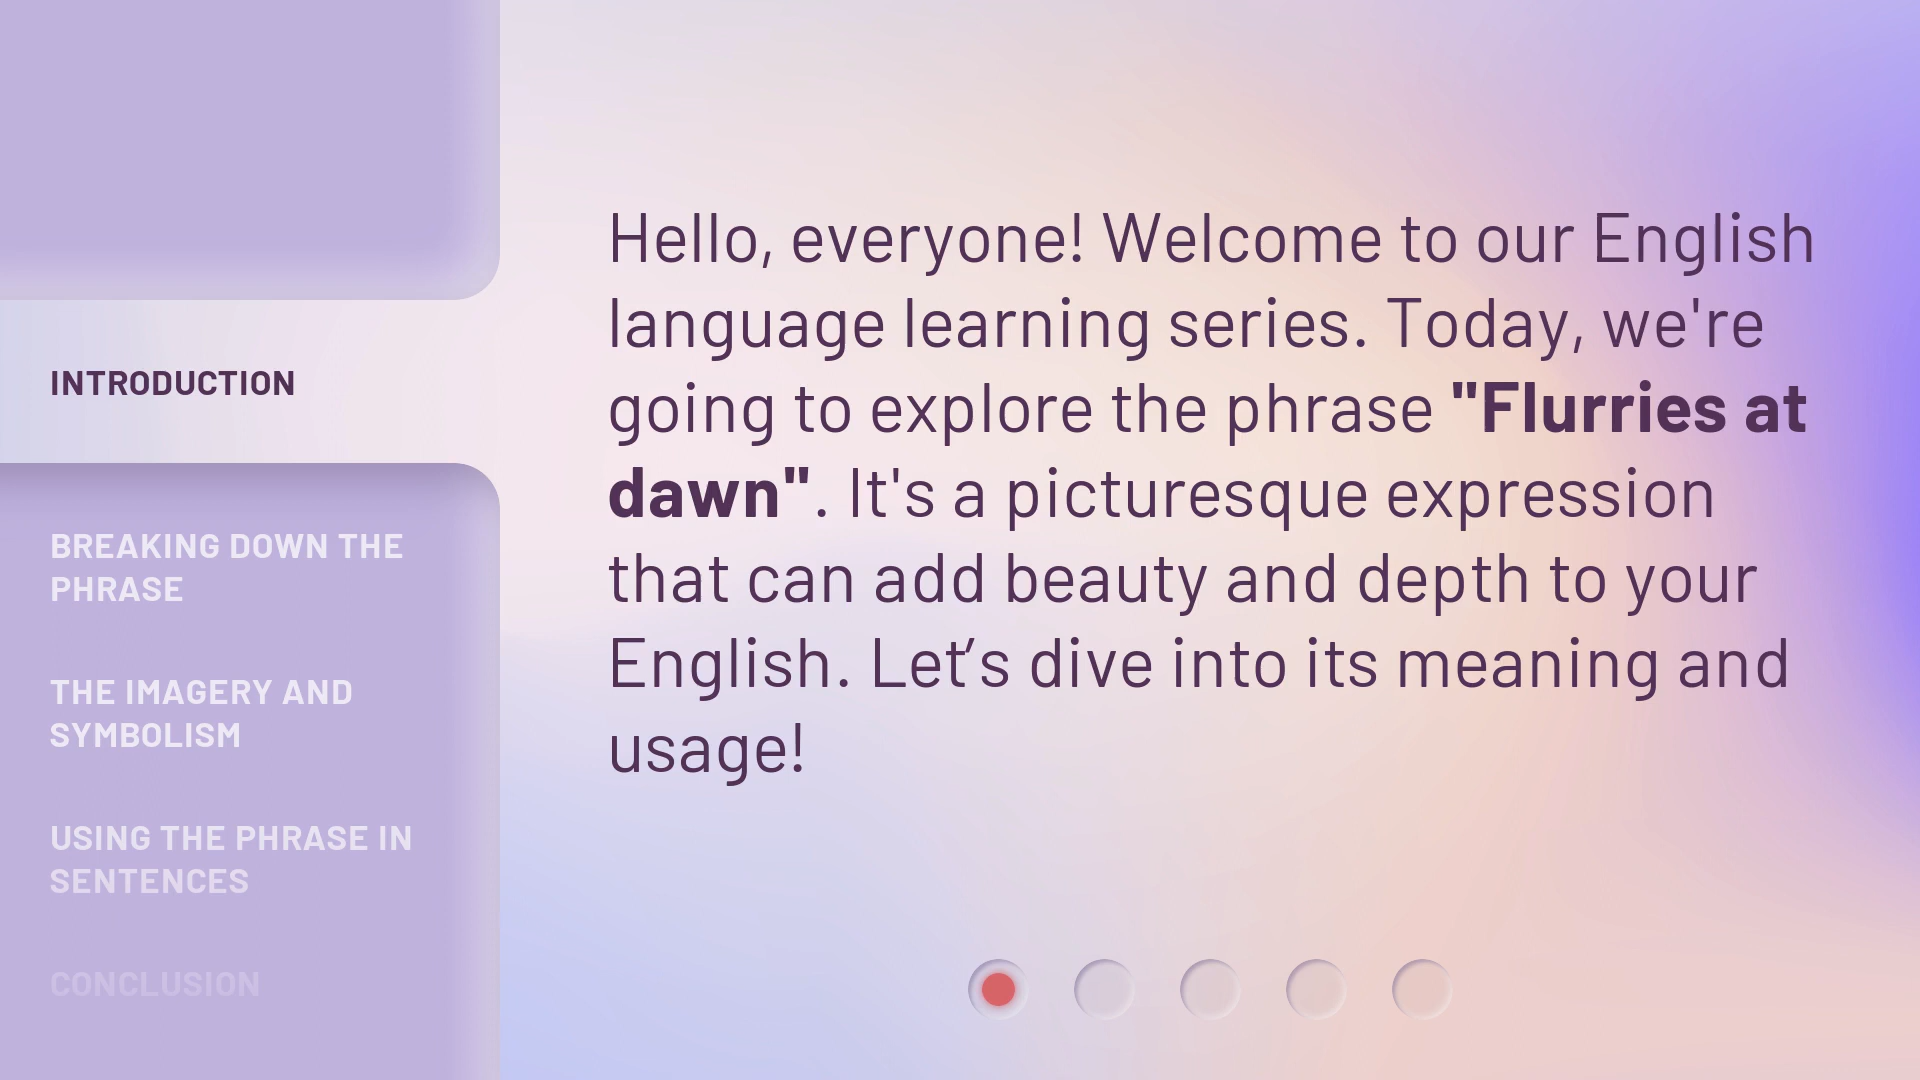 INTRODUCTION
BREAKING DOWN THE
PHRASE
THE IMAGERY AND
SYMBOLISM
USING THE PHRASE IN
SENTENCES
CONCLUSION
Hello, everyone! Welcome to our English
language learning series. Today, we're
going to explore the phrase "Flurries at
dawn". It's a picturesque expression
that can add beauty and depth to your
English. Let’s dive into its meaning and
usage!